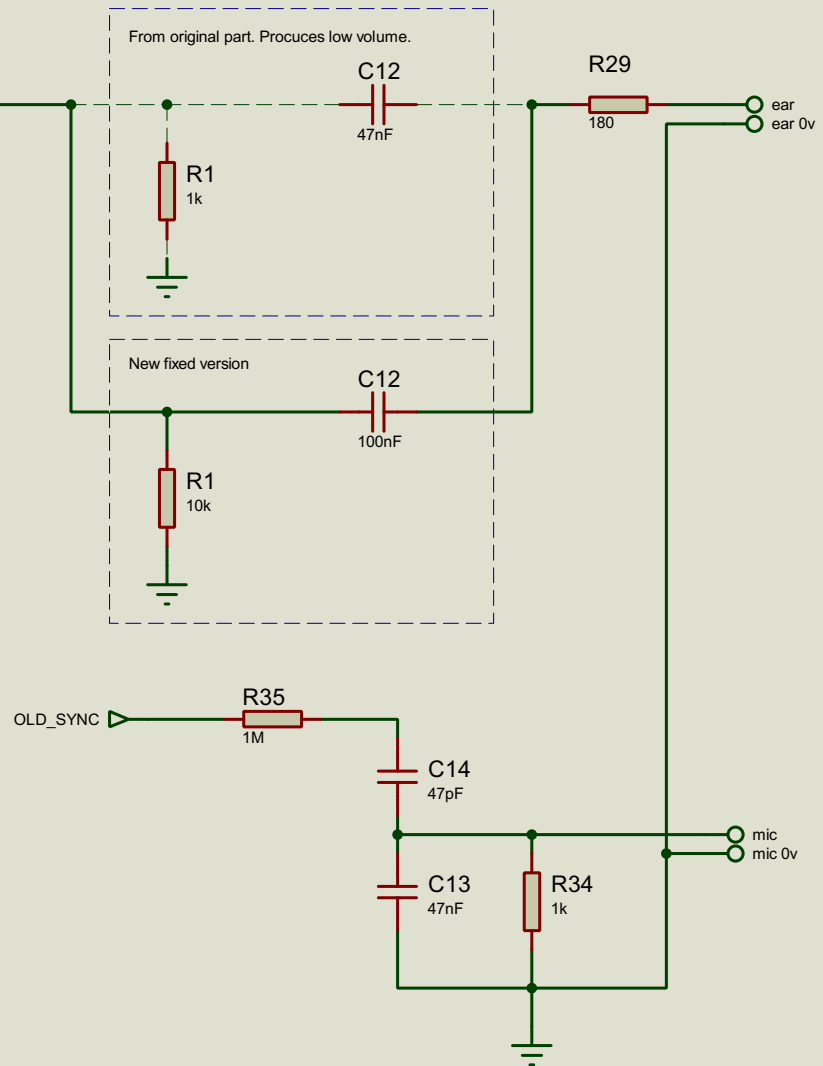 From original part. Procuces low volume.
C12
47nF
R1
1k
R29
180
ear
ear 0v
New fixed version
C12
100nF
R1
10k
OLD_SYNC
R35
1M
C14
47pF
mic
mic 0v
C13
47nF
R34
1k